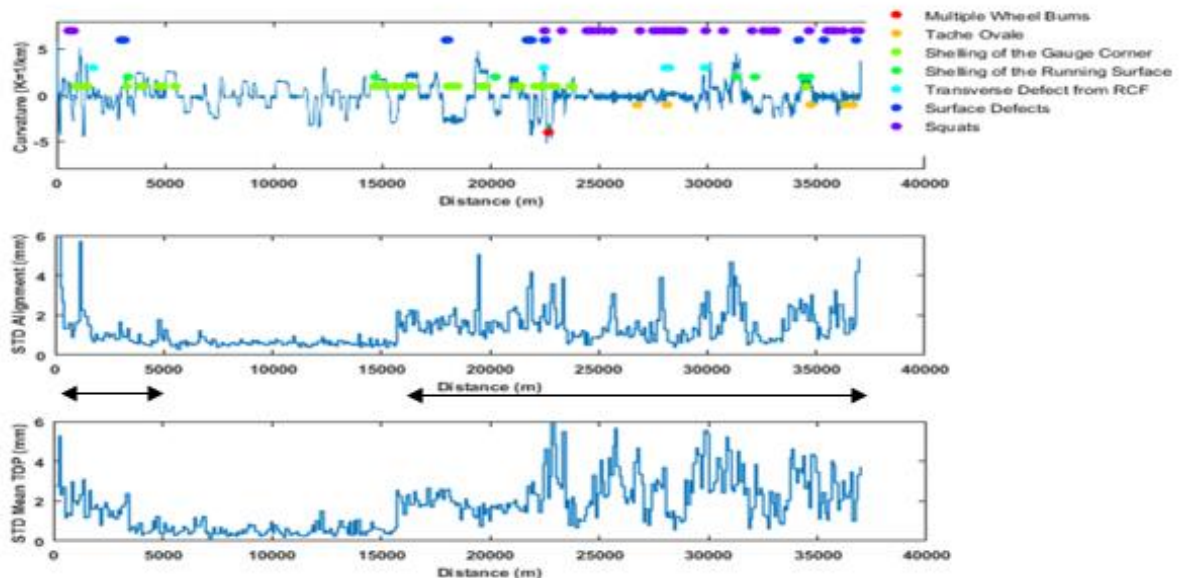 Multiple Wheel Burns
Tache Ovale
Shelling of the Gauge Corner
Shelling of the Running Surface
Transverse Defect from RCF
Surface Defects
Squats
Curvature [K=1/km]
5
0
-5
0 5000 10000 15000 20000 25000 30000 35000 40000
Distance (m)
STD Alignment (mm)
6
4
2
0
0 5000 10000 15000 20000 25000 30000 35000 40000
Distance (m)
STD Mean TOP (mm)
6
4
2
0
0 5000 10000 15000 20000 25000 30000 35000 40000
Distance (m)